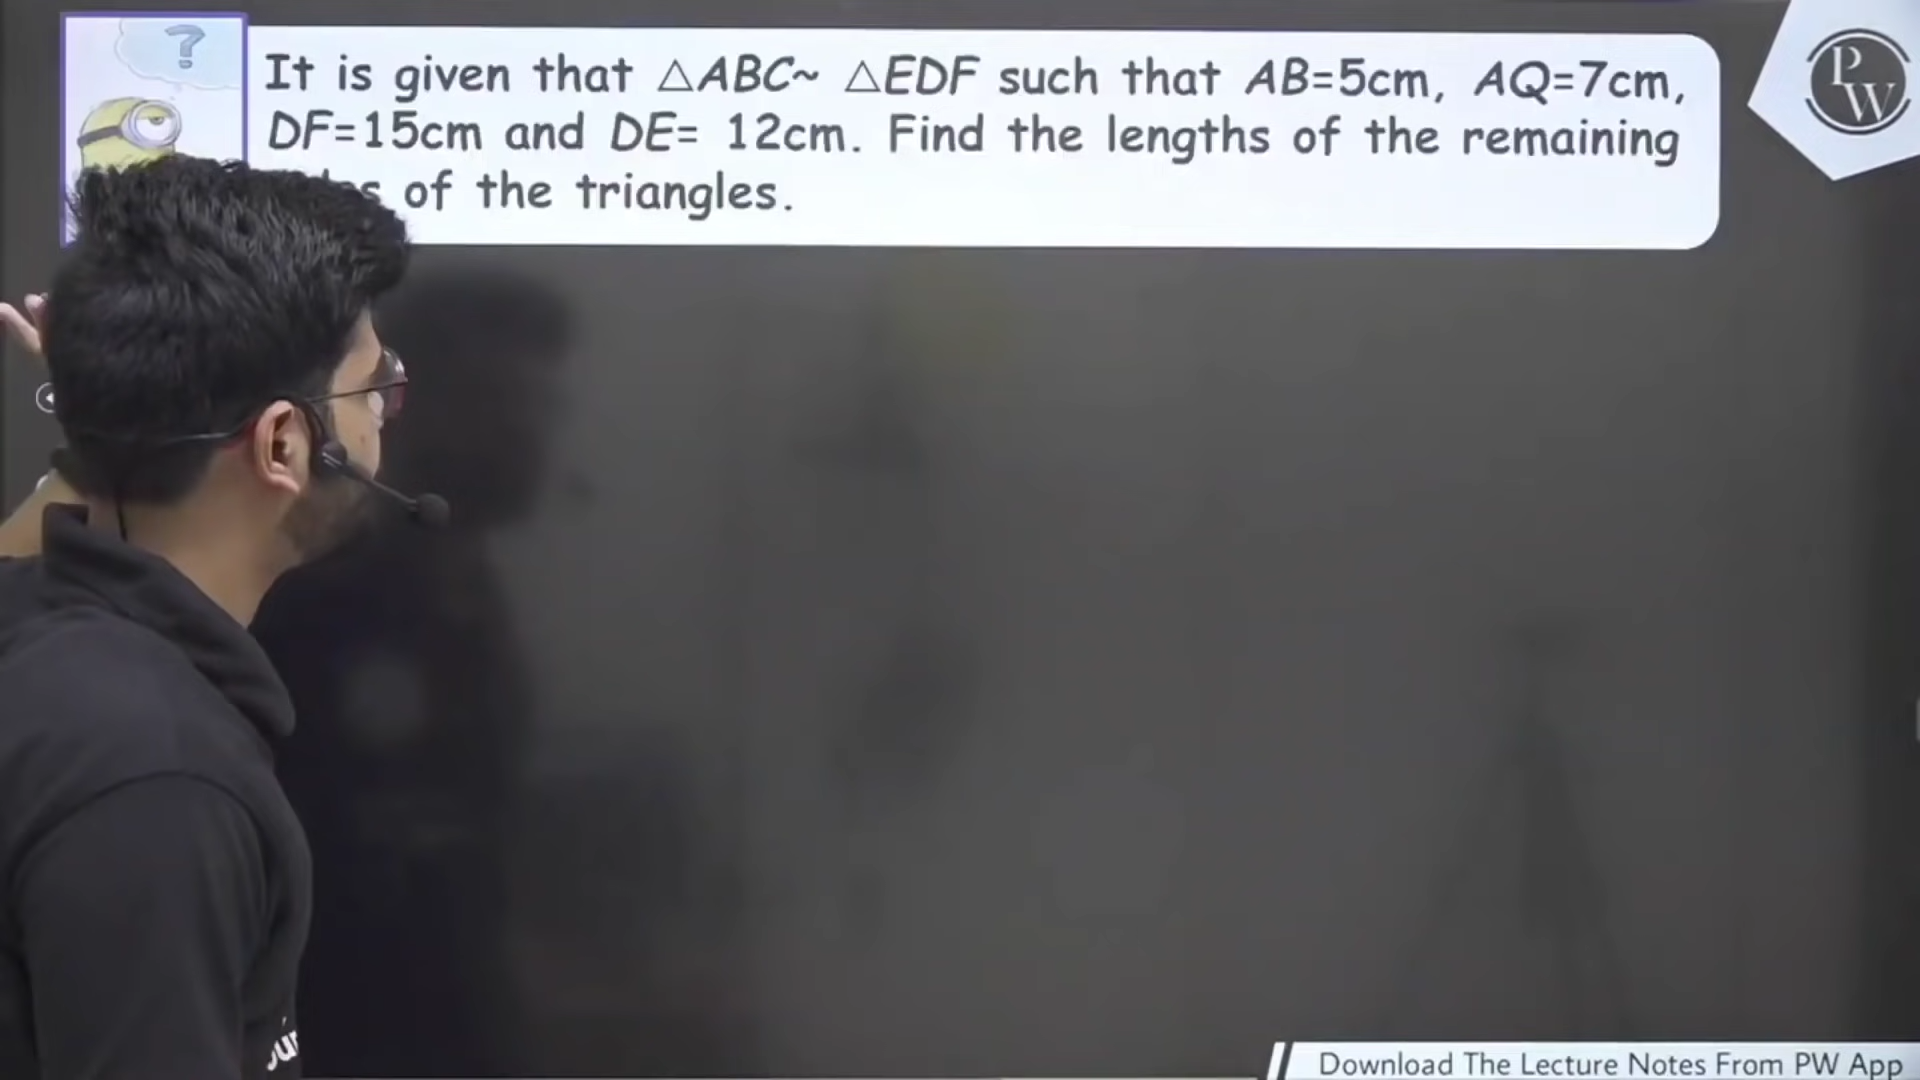 ?
It is given that △ABC~ △EDF such that AB=5cm, AQ=7cm,
DF=15cm and DE= 12cm. Find the lengths of the remaining
of the triangles.
PW
Download The Lecture Notes From PW App